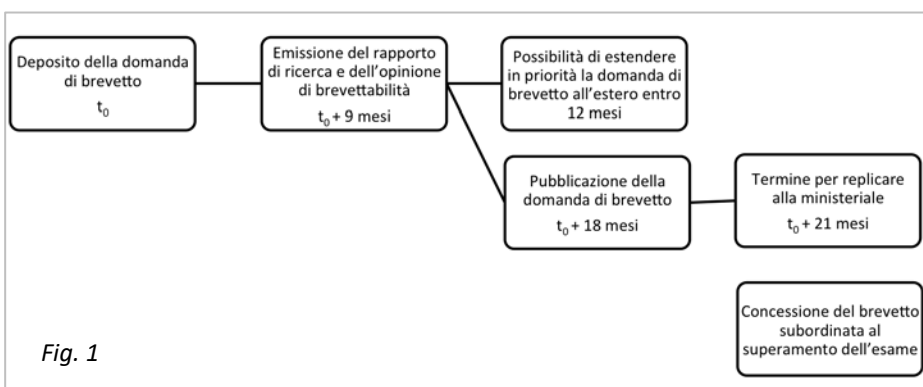 Deposito della domanda
di brevetto
t0
Emissione del rapporto
di ricerca e dell'opinione
di brevettabilità
t0 + 9 mesi
Possibilità di estendere
in priorità la domanda di
brevetto all'estero entro
12 mesi
Pubblicazione della
domanda di brevetto
t0 + 18 mesi
Termine per replicare
alla ministeriale
t0 + 21 mesi
Concessione del brevetto
subordinata al
superamento dell'esame
Fig. 1